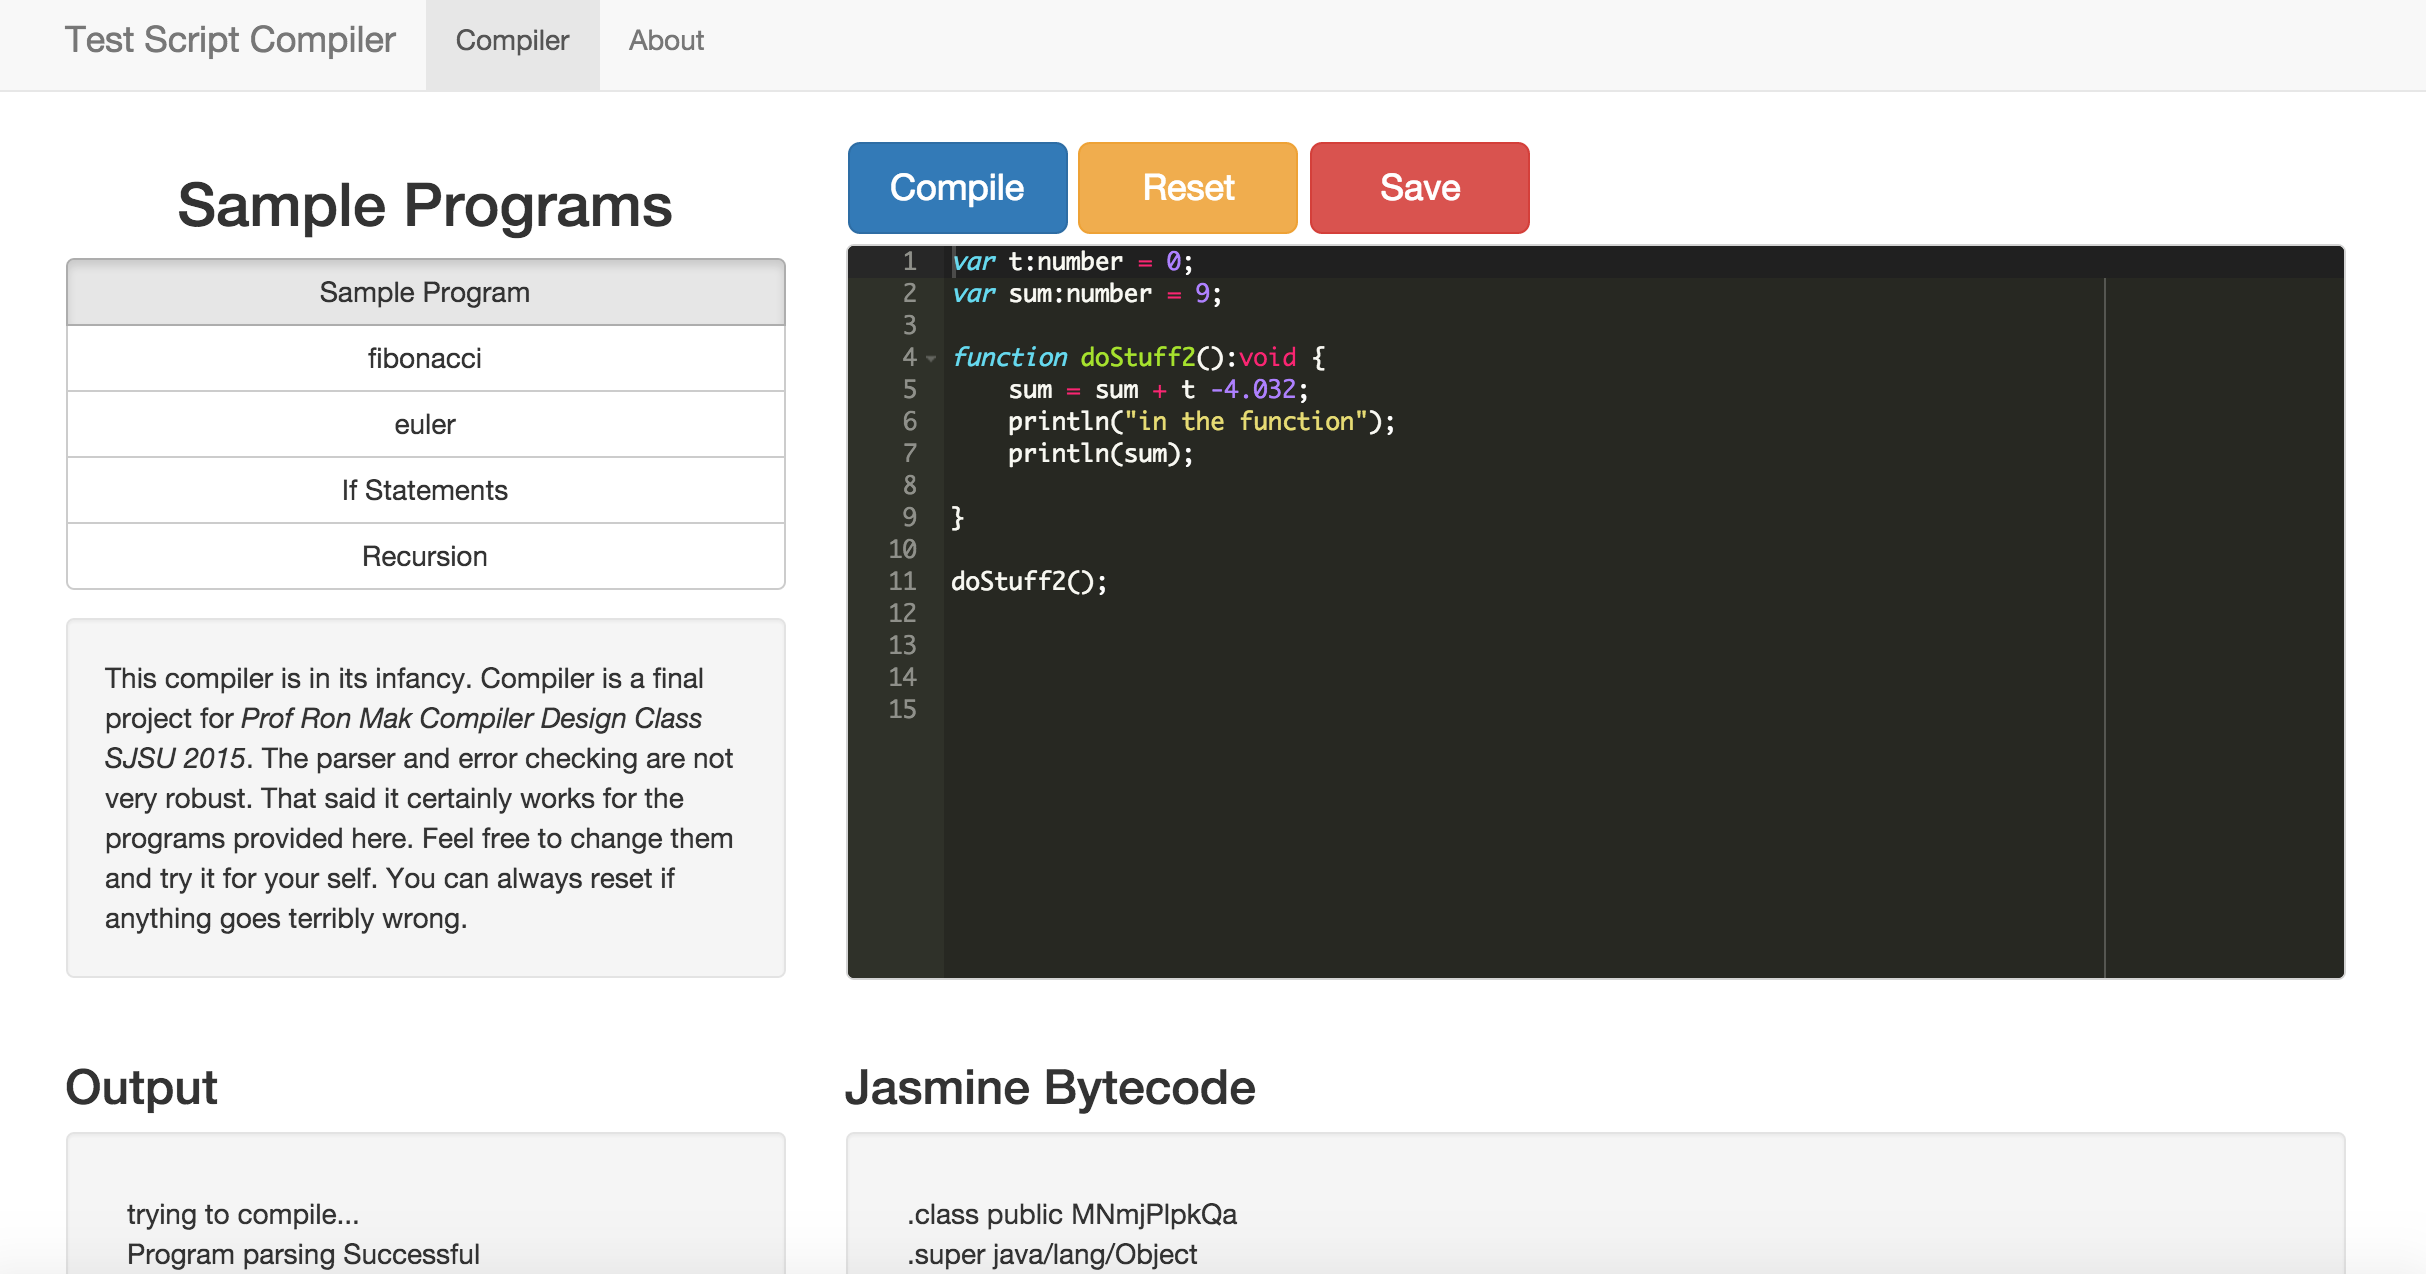 Test Script Compiler Compiler About
Sample Programs
Sample Program
fibonacci
euler
If Statements
Recursion
This compiler is in its infancy. Compiler is a final
project for Prof Ron Mak Compiler Design Class
SJSU 2015. The parser and error checking are not
very robust. That said it certainly works for the
programs provided here. Feel free to change them
and try it for your self. You can always reset if
anything goes terribly wrong.
Compile Reset Save
1 var t:number = 0;
2 var sum:number = 9;
3
4 function doStuff2():void {
5     sum = sum + t -4.032;
6     println("in the function");
7     println(sum);
8
9 }
10
11 doStuff2();
12
13
14
15
Output
trying to compile...
Program parsing Successful
Jasmine Bytecode
.class public MNmjPlpkQa
.super java/lang/Object